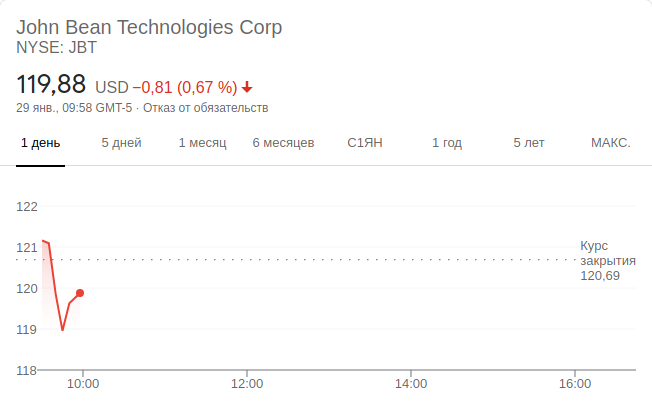 John Bean Technologies Corp
NYSE: JBT
119,88 USD −0,81 (0,67 %)
29 янв., 09:58 GMT-5 · Отказ от обязательств
1 день 5 дней 1 месяц 6 месяцев С1ЯН 1 год 5 лет МАКС.
122
121
120
119
118
Курс
закрытия
120,69
10:00 12:00 14:00 16:00